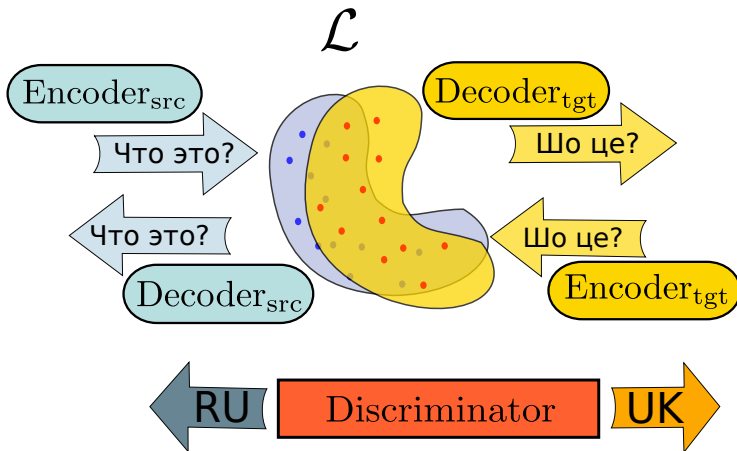 ℒ
Encoder_src
Decoder_tgt
Что это?
Шо це?
Что это?
Шо це?
Decoder_src
Encoder_tgt
RU
Discriminator
UK